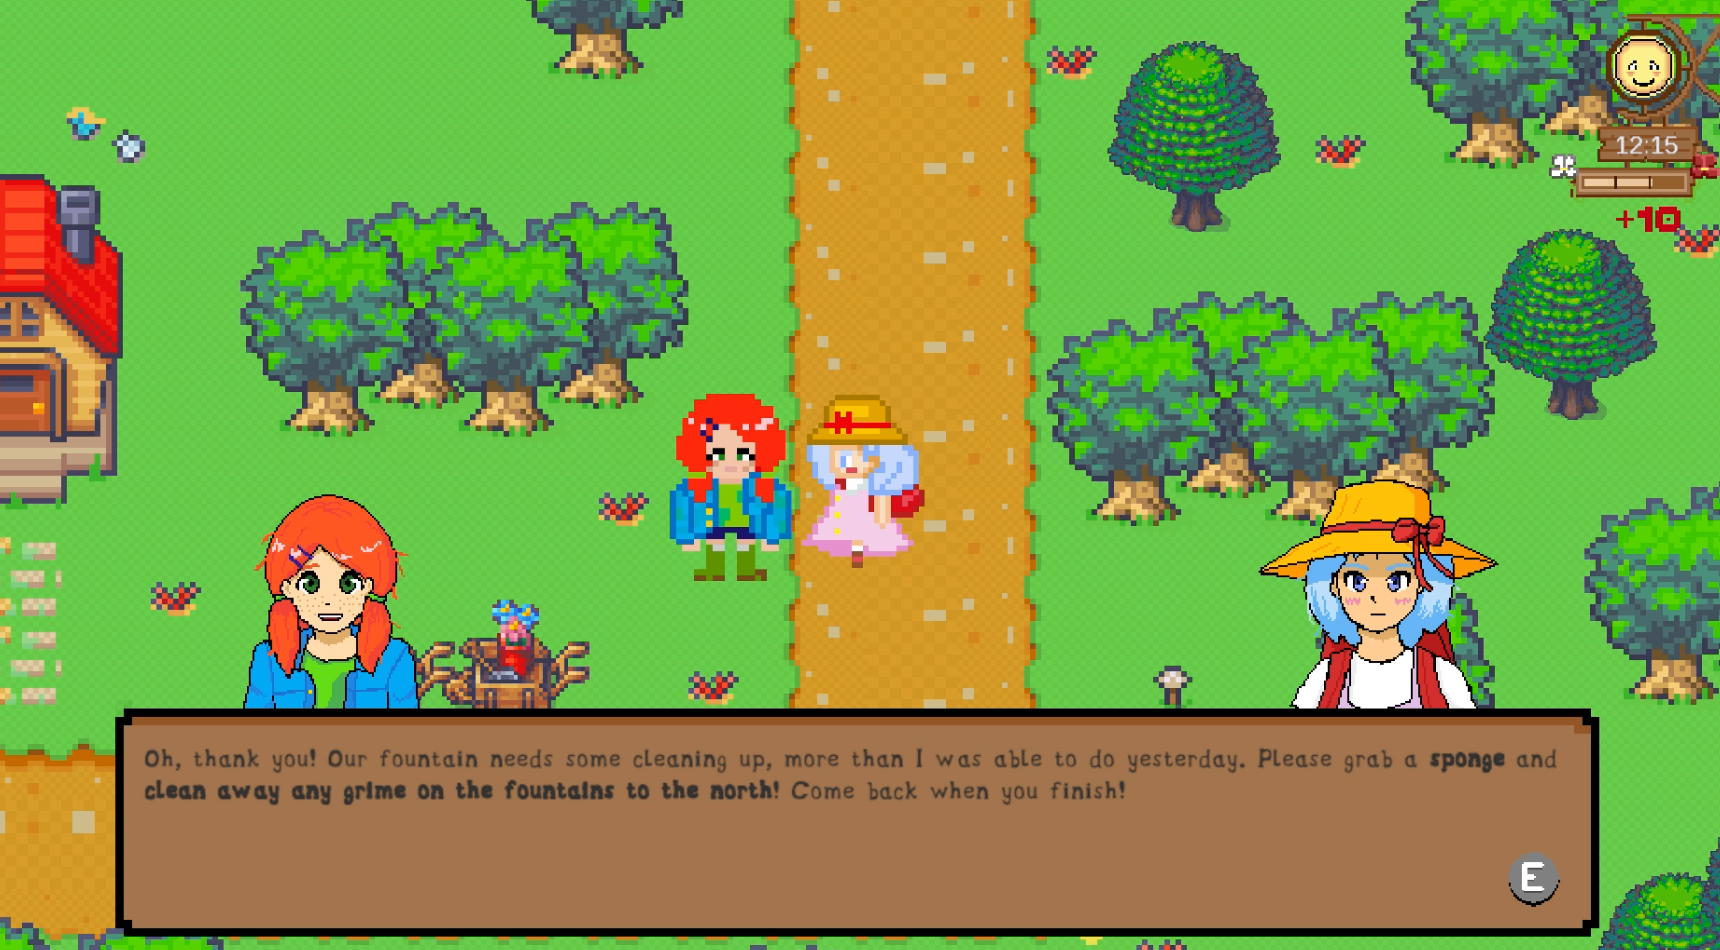 12:15
+10
Oh, thank you! Our fountain needs some cleaning up, more than I was able to do yesterday. Please grab a sponge and
clean away any grime on the fountains to the north! Come back when you finish!
E